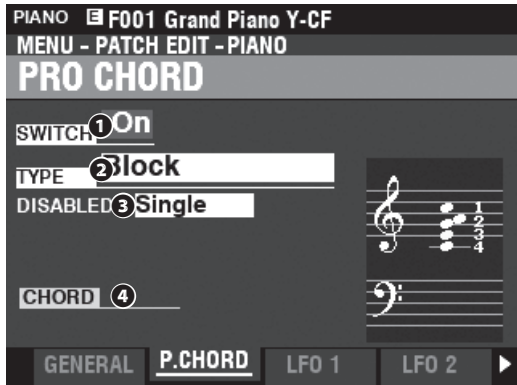 PIANO E F001 Grand Piano Y-CF
MENU - PATCH EDIT - PIANO
PRO CHORD
SWITCH 1 On
TYPE 2 Block
DISABLED 3 Single
1
2
3
4
CHORD 4
GENERAL P.CHORD LFO 1 LFO 2